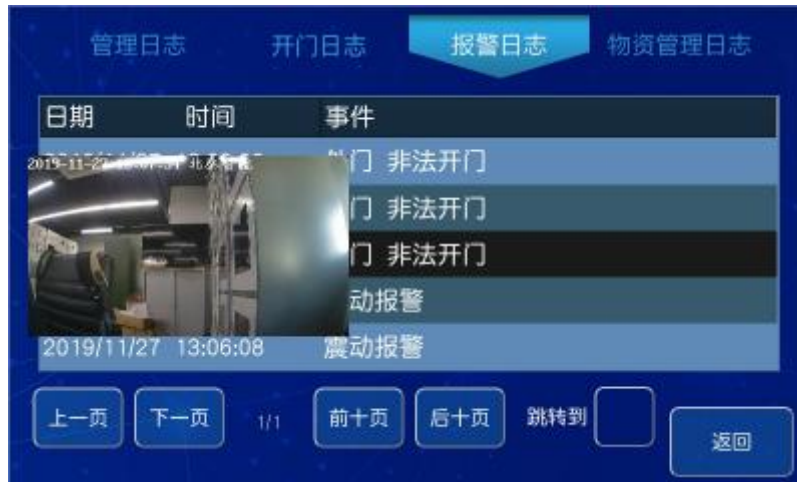 管理日志 开门日志 报警日志 物资管理日志
日期 时间 事件
门 非法开门
门 非法开门
门 非法开门
动报警
2019/11/27 13:06:08 震动报警
上一页 下一页 1/1 前十页 后十页 跳转到 返回